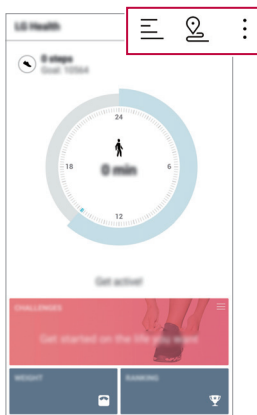 LG Health
0 steps
Goal: 10564
24
18
6
0 min
12
Get active!
CHALLENGES
Get started on the life you want
WEIGHT
RANKING